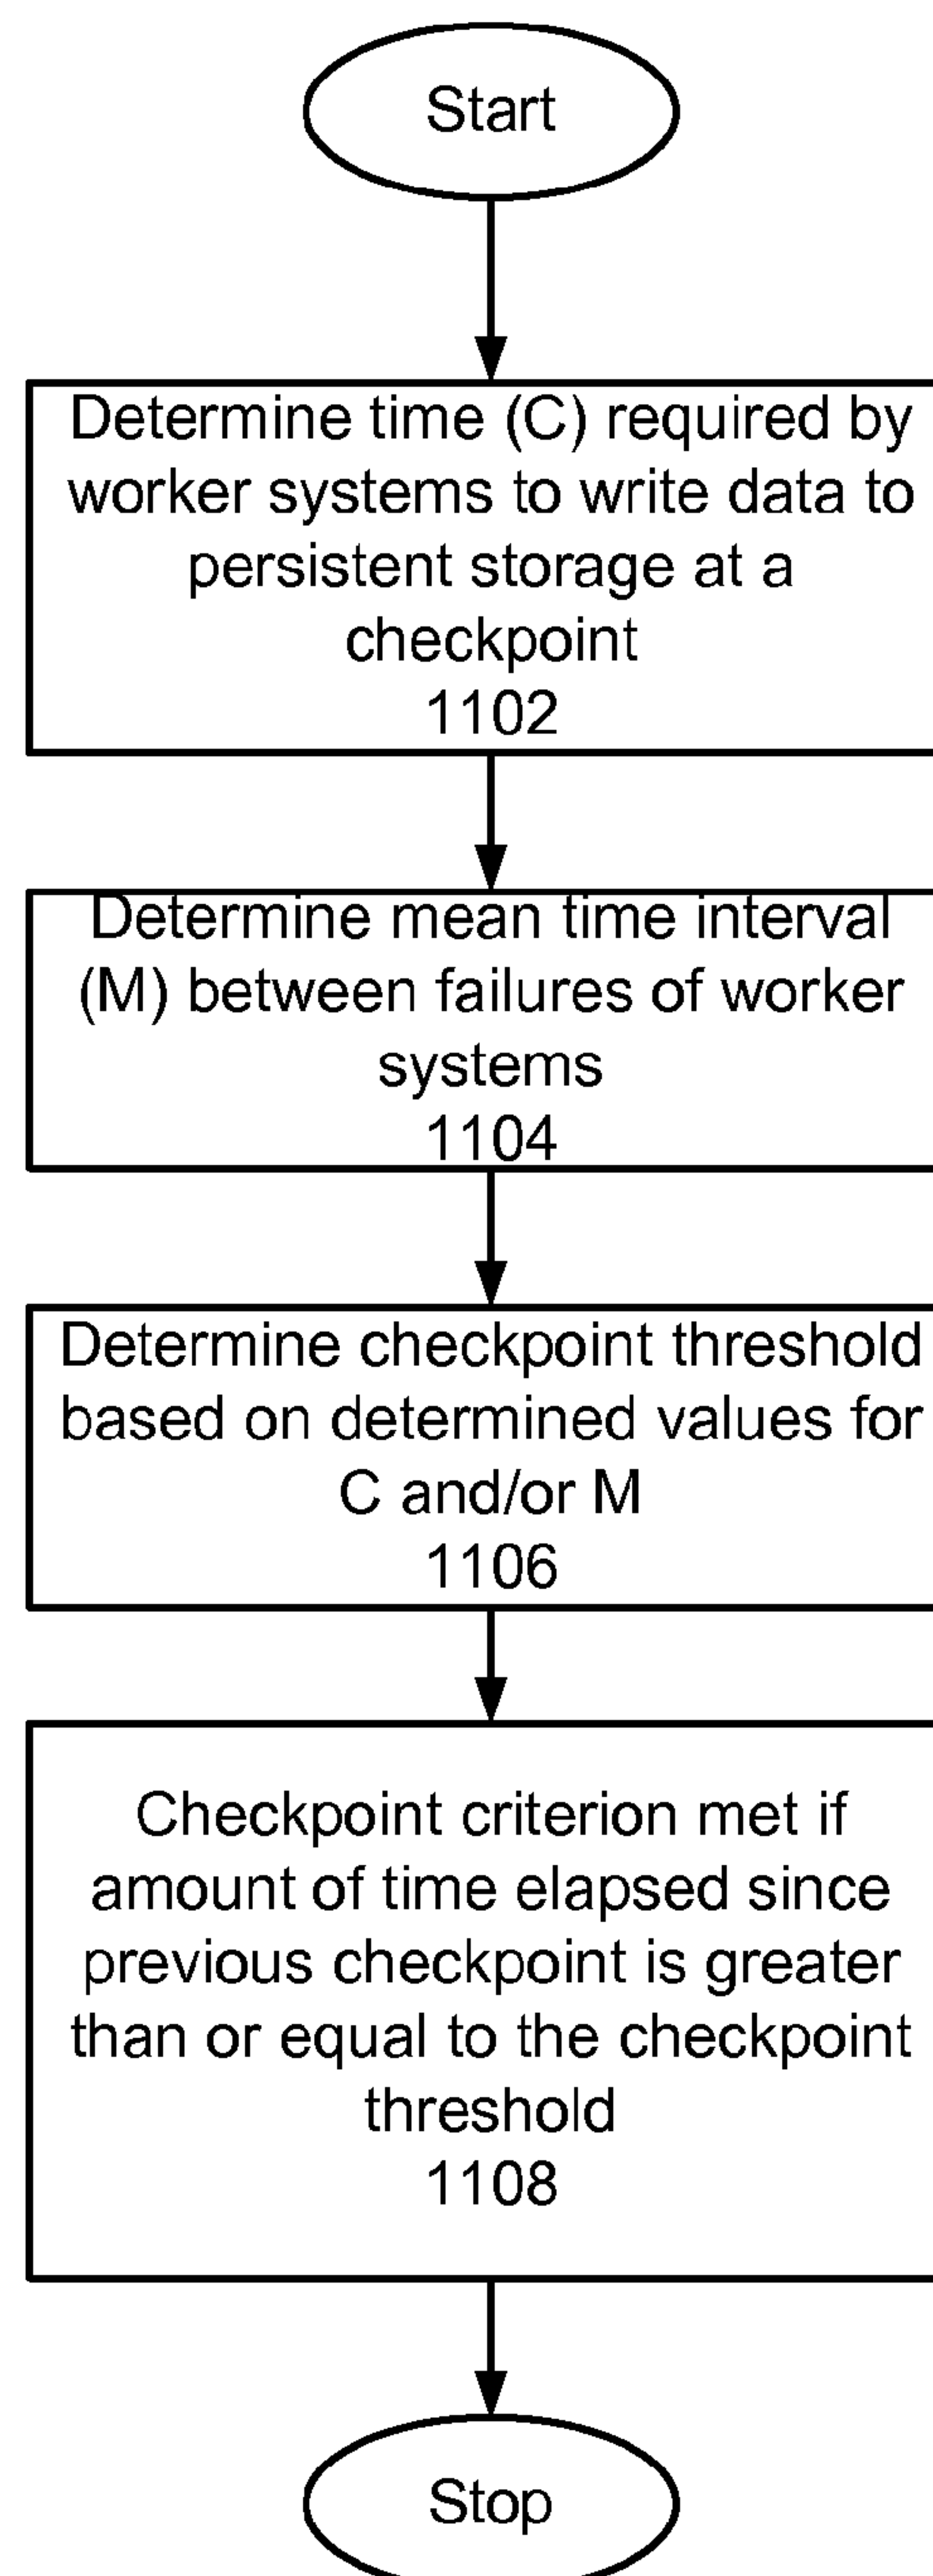 Start
Determine time (C) required by
worker systems to write data to
persistent storage at a
checkpoint
1102
Determine mean time interval
(M) between failures of worker
systems
1104
Determine checkpoint threshold
based on determined values for
C and/or M
1106
Checkpoint criterion met if
amount of time elapsed since
previous checkpoint is greater
than or equal to the checkpoint
threshold
1108
Stop